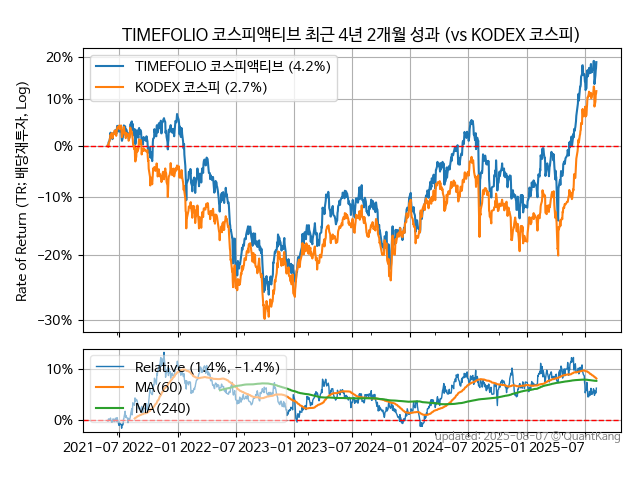 TIMEFOLIO 코스피액티브 최근 4년 2개월 성과 (vs KODEX 코스피)
Rate of Return (TR: 배당재투자, Log)
20%
10%
0%
−10%
−20%
−30%
TIMEFOLIO 코스피액티브 (4.2%)
KODEX 코스피 (2.7%)
10%
0%
Relative (1.4%, −1.4%)
MA(60)
MA(240)
2021-07 2022-01 2022-07 2023-01 2023-07 2024-01 2024-07 2025-01 2025-07
updated: 2025-08-07 © QuantKang